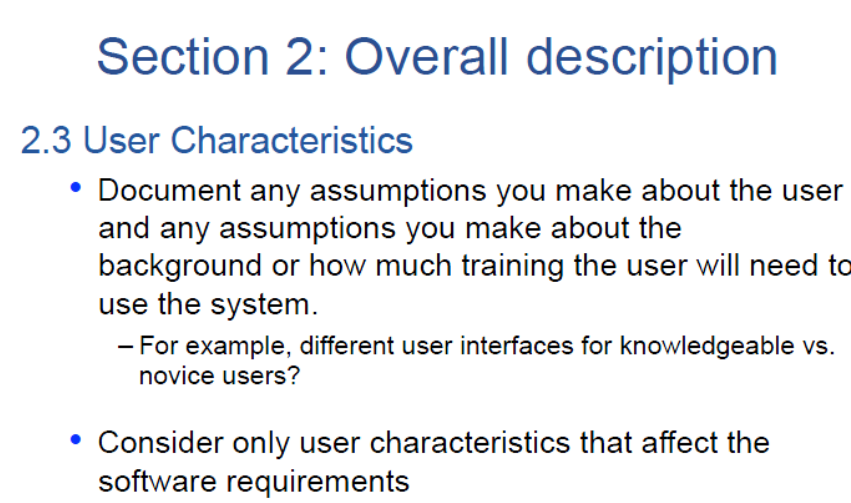 Section 2: Overall description
2.3 User Characteristics
• Document any assumptions you make about the user
and any assumptions you make about the
background or how much training the user will need to
use the system.
– For example, different user interfaces for knowledgeable vs.
novice users?
• Consider only user characteristics that affect the
software requirements